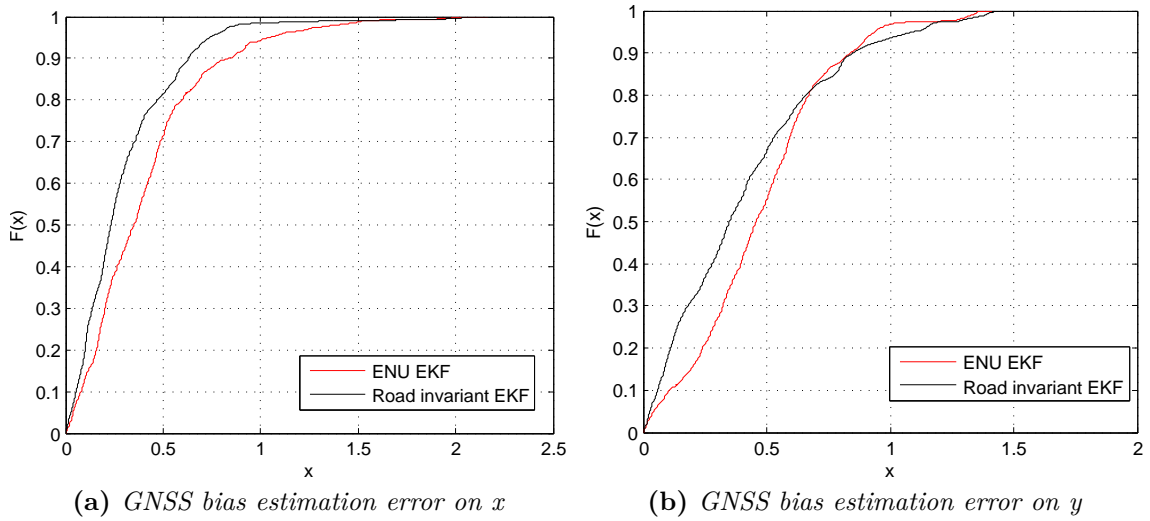 1
0.9
0.8
0.7
0.6
0.5
0.4
0.3
0.2
0.1
0
F(x)
0 0.5 1 1.5 2 2.5
x
ENU EKF
Road invariant EKF
(a) GNSS bias estimation error on x
1
0.9
0.8
0.7
0.6
0.5
0.4
0.3
0.2
0.1
0
F(x)
0 0.5 1 1.5 2
x
ENU EKF
Road invariant EKF
(b) GNSS bias estimation error on y